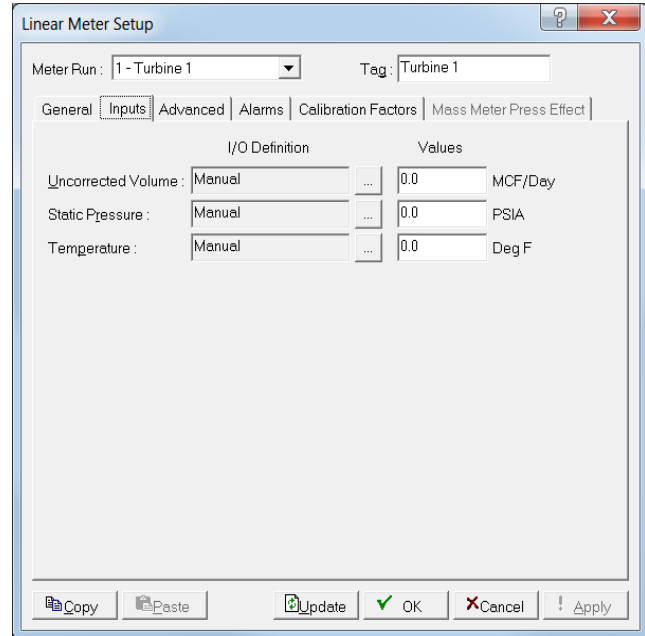 Linear Meter Setup
Meter Run : 1 - Turbine 1 Tag : Turbine 1
General Inputs Advanced Alarms Calibration Factors Mass Meter Press Effect
I/O Definition Values
Uncorrected Volume : Manual ... 0.0 MCF/Day
Static Pressure : Manual ... 0.0 PSIA
Temperature : Manual ... 0.0 Deg F
Copy Paste Update OK Cancel ! Apply